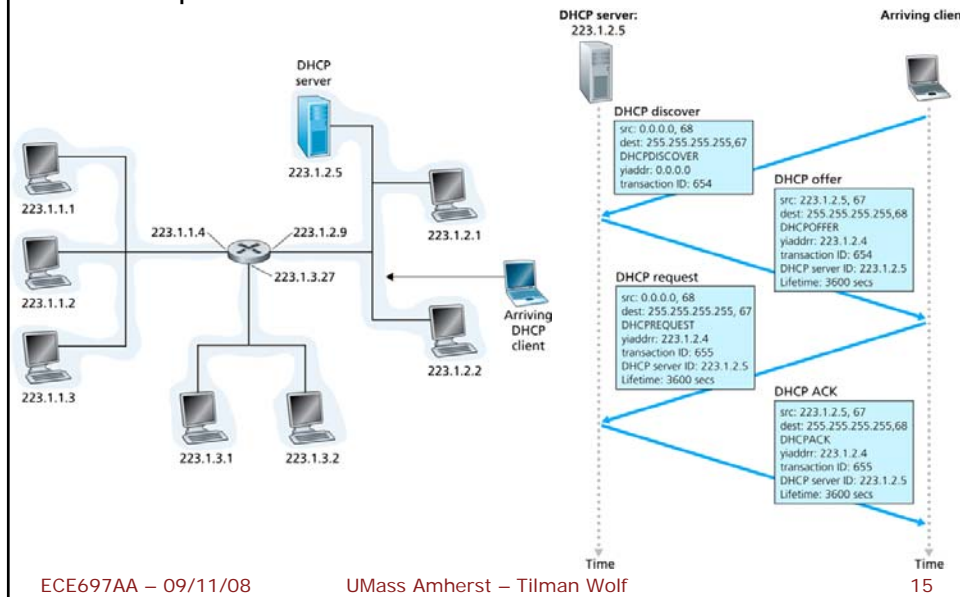 DHCP
server
223.1.2.5
223.1.1.1
223.1.1.2
223.1.1.3
223.1.1.4
223.1.2.9
223.1.3.27
223.1.2.1
223.1.2.2
Arriving
DHCP
client
223.1.3.1
223.1.3.2
DHCP server:
223.1.2.5
Arriving clien
DHCP discover
src: 0.0.0.0, 68
dest: 255.255.255.255,67
DHCPDISCOVER
yiaddr: 0.0.0.0
transaction ID: 654
DHCP offer
src: 223.1.2.5, 67
dest: 255.255.255.255,68
DHCPOFFER
yiaddrr: 223.1.2.4
transaction ID: 654
DHCP server ID: 223.1.2.5
Lifetime: 3600 secs
DHCP request
src: 0.0.0.0, 68
dest: 255.255.255.255, 67
DHCPREQUEST
yiaddrr: 223.1.2.4
transaction ID: 655
DHCP server ID: 223.1.2.5
Lifetime: 3600 secs
DHCP ACK
src: 223.1.2.5, 67
dest: 255.255.255.255,68
DHCPACK
yiaddrr: 223.1.2.4
transaction ID: 655
DHCP server ID: 223.1.2.5
Lifetime: 3600 secs
Time
Time
ECE697AA – 09/11/08 UMass Amherst – Tilman Wolf 15